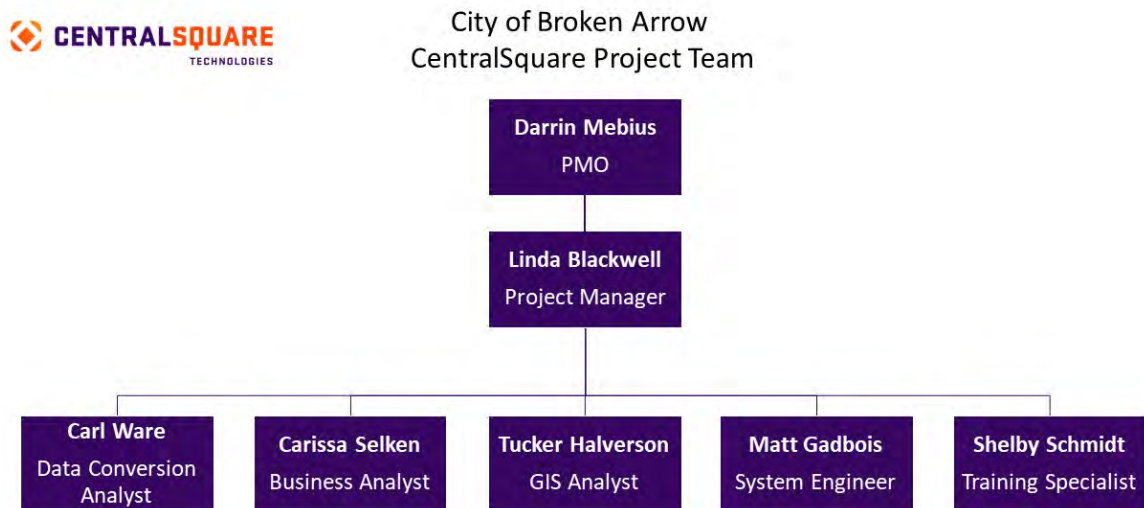 CENTRALSQUARE
TECHNOLOGIES
City of Broken Arrow
CentralSquare Project Team
Darrin Mebius
PMO
Linda Blackwell
Project Manager
Carl Ware
Data Conversion
Analyst
Carissa Selken
Business Analyst
Tucker Halverson
GIS Analyst
Matt Gadbois
System Engineer
Shelby Schmidt
Training Specialist